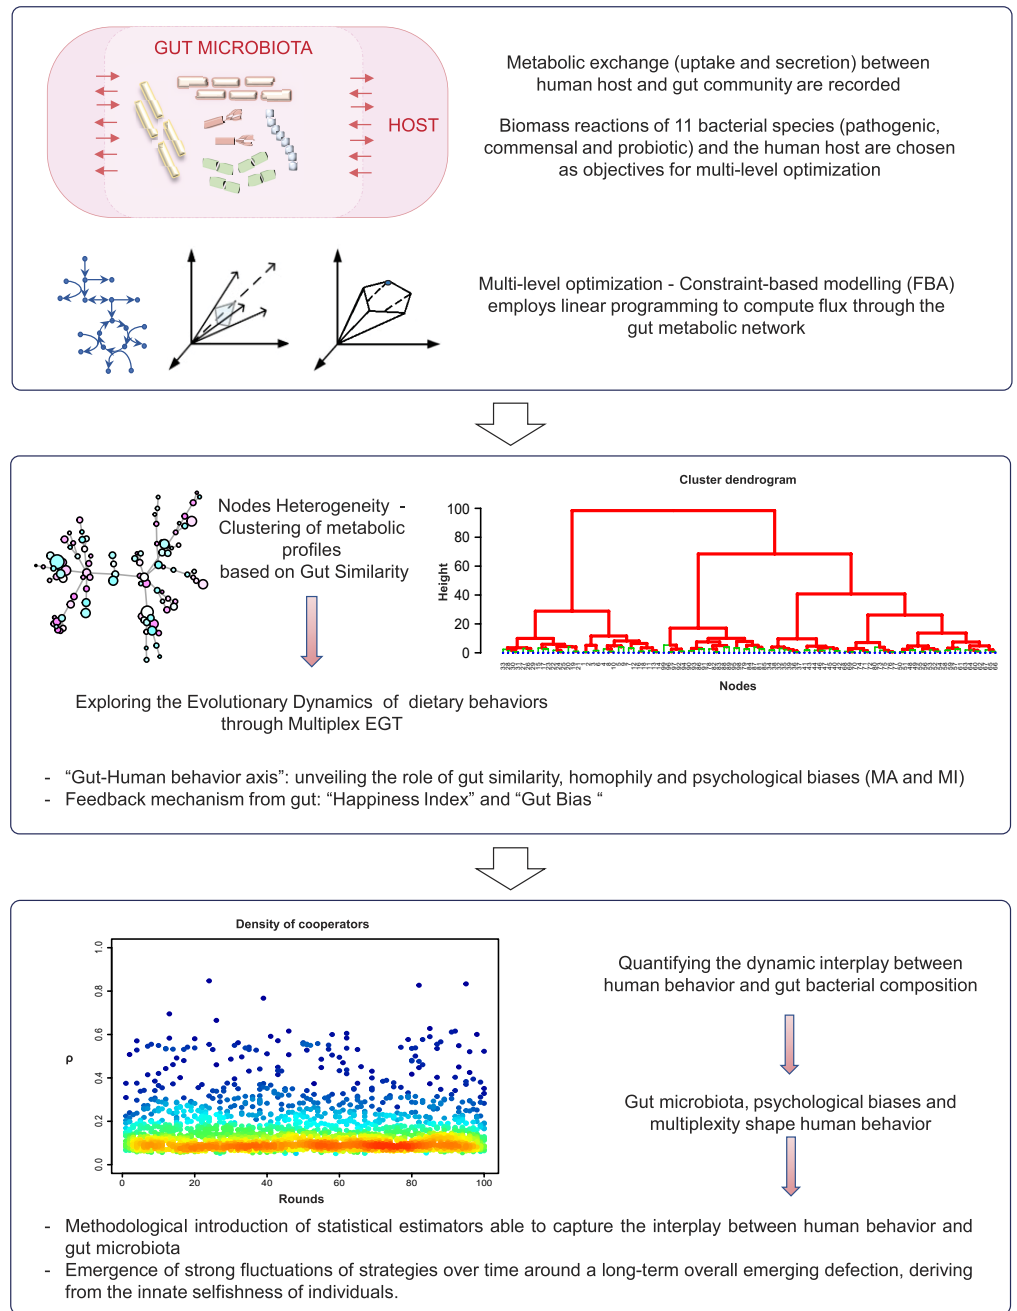 GUT MICROBIOTA
HOST
Metabolic exchange (uptake and secretion) between
human host and gut community are recorded
Biomass reactions of 11 bacterial species (pathogenic,
commensal and probiotic) and the human host are chosen
as objectives for multi-level optimization
Multi-level optimization - Constraint-based modelling (FBA)
employs linear programming to compute flux through the
gut metabolic network
Nodes Heterogeneity -
Clustering of metabolic
profiles
based on Gut Similarity
Cluster dendrogram
Height
100
80
60
40
20
0
Nodes
Exploring the Evolutionary Dynamics of dietary behaviors
through Multiplex EGT
- “Gut-Human behavior axis”: unveiling the role of gut similarity, homophily and psychological biases (MA and MI)
- Feedback mechanism from gut: “Happiness Index” and “Gut Bias “
Density of cooperators
ρ
1.0
0.8
0.6
0.4
0.2
0.0
0 20 40 60 80 100
Rounds
Quantifying the dynamic interplay between
human behavior and gut bacterial composition
Gut microbiota, psychological biases and
multiplexity shape human behavior
- Methodological introduction of statistical estimators able to capture the interplay between human behavior and
gut microbiota
- Emergence of strong fluctuations of strategies over time around a long-term overall emerging defection, deriving
from the innate selfishness of individuals.